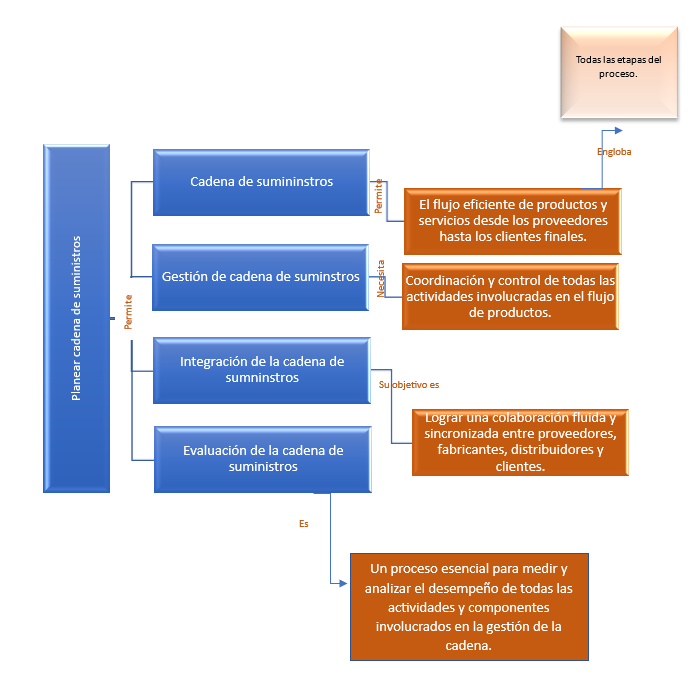 Todas las etapas del
proceso.
Engloba
Planear cadena de suministros
Permite
Cadena de sumininstros
Permite
El flujo eficiente de productos y
servicios desde los proveedores
hasta los clientes finales.
Gestión de cadena de suminstros
Necesita
Coordinación y control de todas las
actividades involucradas en el flujo
de productos.
Integración de la cadena de
sumninstros
Su objetivo es
Lograr una colaboración fluida y
sincronizada entre proveedores,
fabricantes, distribuidores y
clientes.
Evaluación de la cadena de
suministros
Es
Un proceso esencial para medir y
analizar el desempeño de todas las
actividades y componentes
involucrados en la gestión de la
cadena.